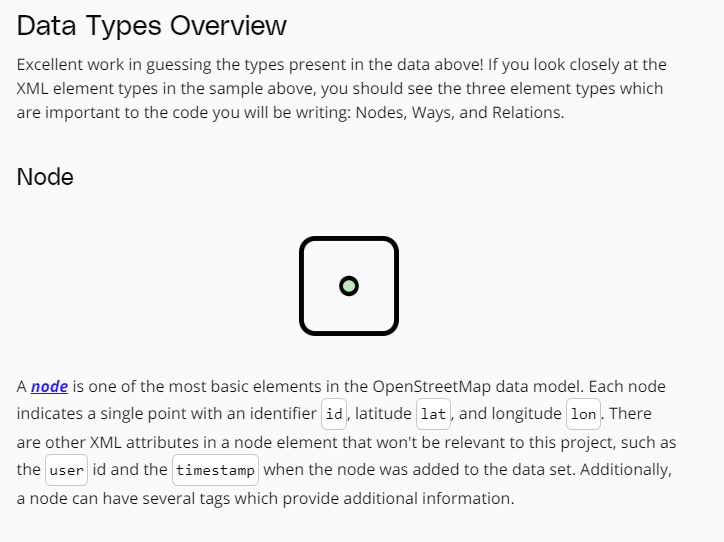 Data Types Overview
Excellent work in guessing the types present in the data above! If you look closely at the
XML element types in the sample above, you should see the three element types which
are important to the code you will be writing: Nodes, Ways, and Relations.
Node
A node is one of the most basic elements in the OpenStreetMap data model. Each node
indicates a single point with an identifier id, latitude lat, and longitude lon. There
are other XML attributes in a node element that won't be relevant to this project, such as
the user id and the timestamp when the node was added to the data set. Additionally,
a node can have several tags which provide additional information.